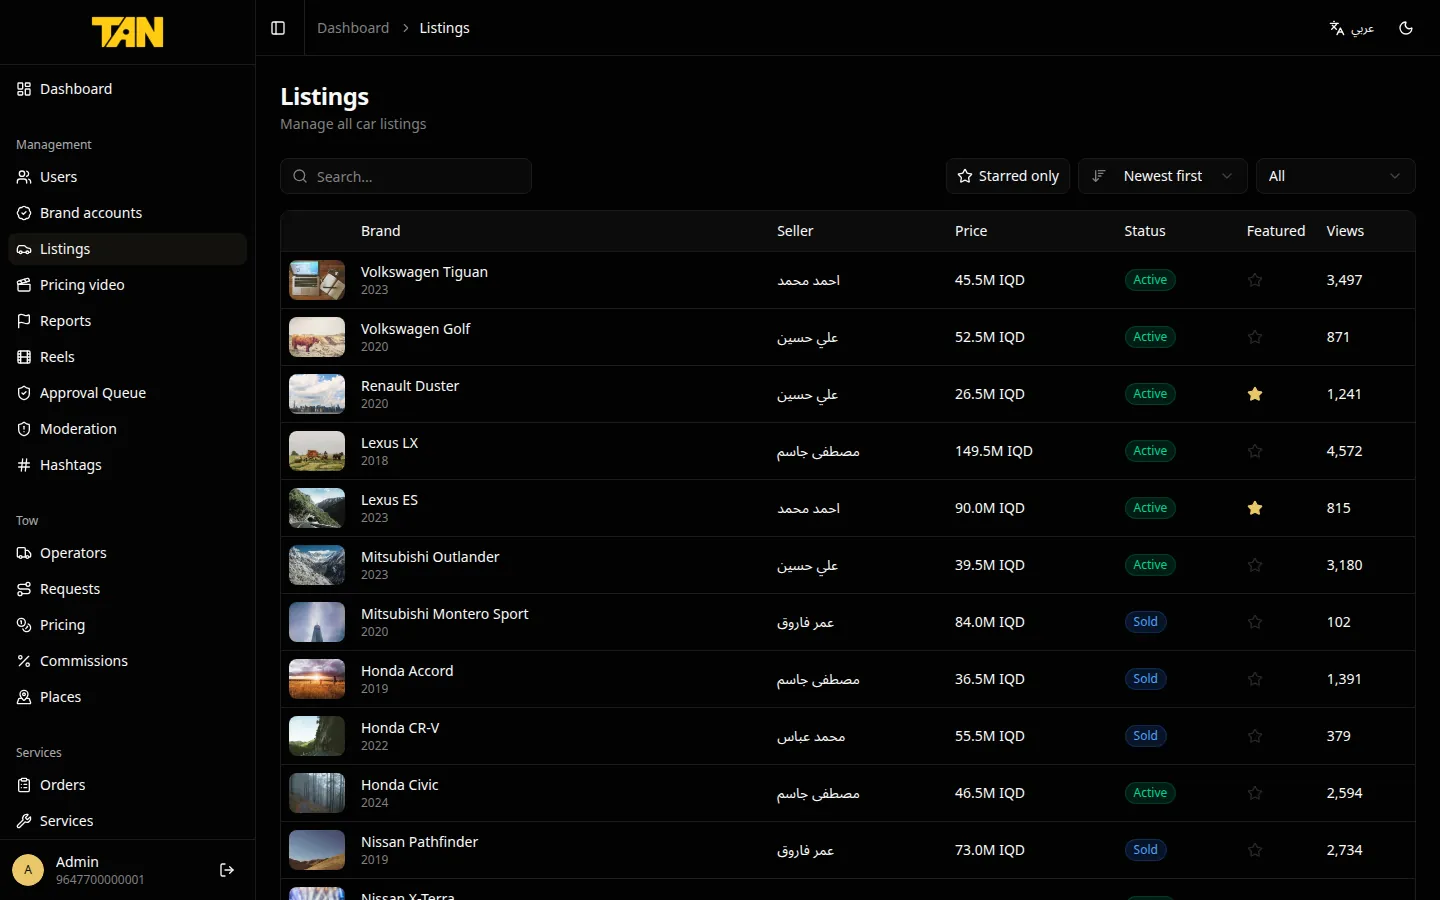 TAN
Dashboard
Management
Users
Brand accounts
Listings
Pricing video
Reports
Reels
Approval Queue
Moderation
Hashtags
Tow
Operators
Requests
Pricing
Commissions
Places
Services
Orders
Services
A
Admin
9647700000001
Dashboard > Listings
عربي
Listings
Manage all car listings
Search...
Starred only
Newest first
All
Brand Seller Price Status Featured Views
Volkswagen Tiguan احمد محمد 45.5M IQD Active 3,497
2023
Volkswagen Golf علي حسين 52.5M IQD Active 871
2020
Renault Duster علي حسين 26.5M IQD Active 1,241
2020
Lexus LX مصطفى جاسم 149.5M IQD Active 4,572
2018
Lexus ES احمد محمد 90.0M IQD Active 815
2023
Mitsubishi Outlander علي حسين 39.5M IQD Active 3,180
2023
Mitsubishi Montero Sport عمر فاروق 84.0M IQD Sold 102
2020
Honda Accord مصطفى جاسم 36.5M IQD Sold 1,391
2019
Honda CR-V محمد عباس 55.5M IQD Sold 379
2022
Honda Civic مصطفى جاسم 46.5M IQD Active 2,594
2024
Nissan Pathfinder عمر فاروق 73.0M IQD Sold 2,734
2019
Nissan X-Terra